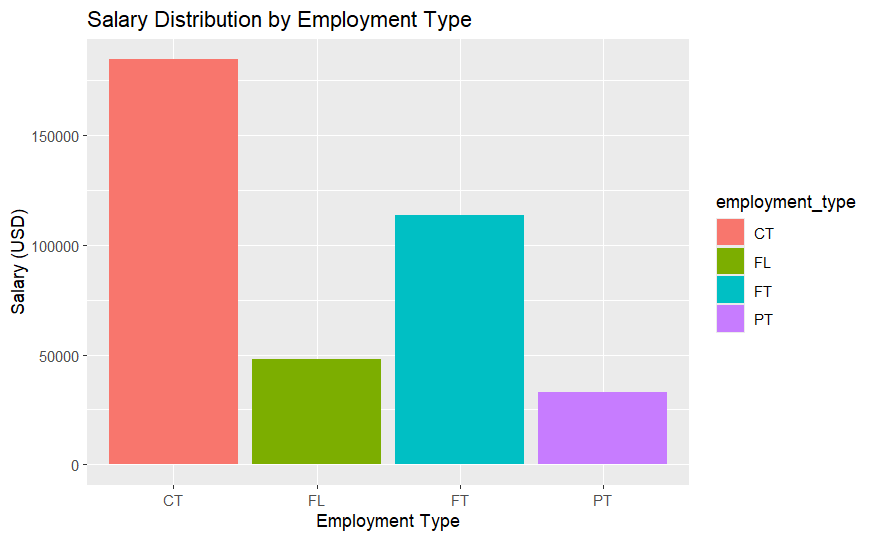 Salary Distribution by Employment Type
Salary (USD)
150000
100000
50000
0
CT
FL
FT
PT
Employment Type
employment_type
CT
FL
FT
PT